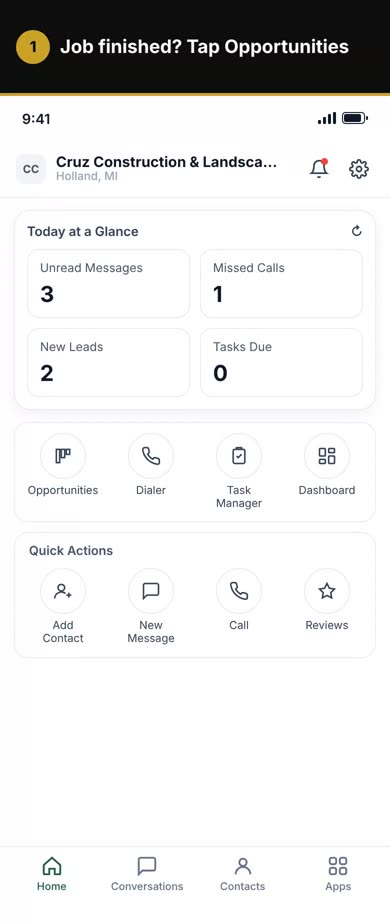 1 Job finished? Tap Opportunities
9:41
CC
Cruz Construction & Landsca...
Holland, MI
Today at a Glance
Unread Messages
3
Missed Calls
1
New Leads
2
Tasks Due
0
Opportunities
Dialer
Task
Manager
Dashboard
Quick Actions
Add
Contact
New
Message
Call
Reviews
Home
Conversations
Contacts
Apps